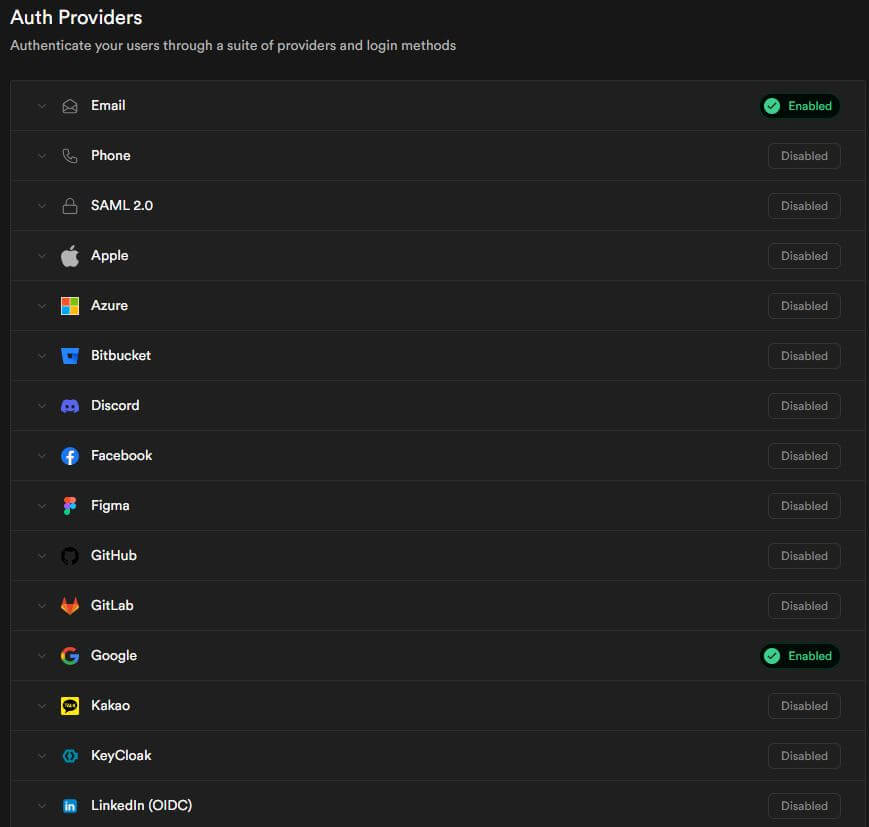 Auth Providers
Authenticate your users through a suite of providers and login methods
Email Enabled
Phone Disabled
SAML 2.0 Disabled
Apple Disabled
Azure Disabled
Bitbucket Disabled
Discord Disabled
Facebook Disabled
Figma Disabled
GitHub Disabled
GitLab Disabled
Google Enabled
Kakao Disabled
KeyCloak Disabled
in LinkedIn (OIDC) Disabled